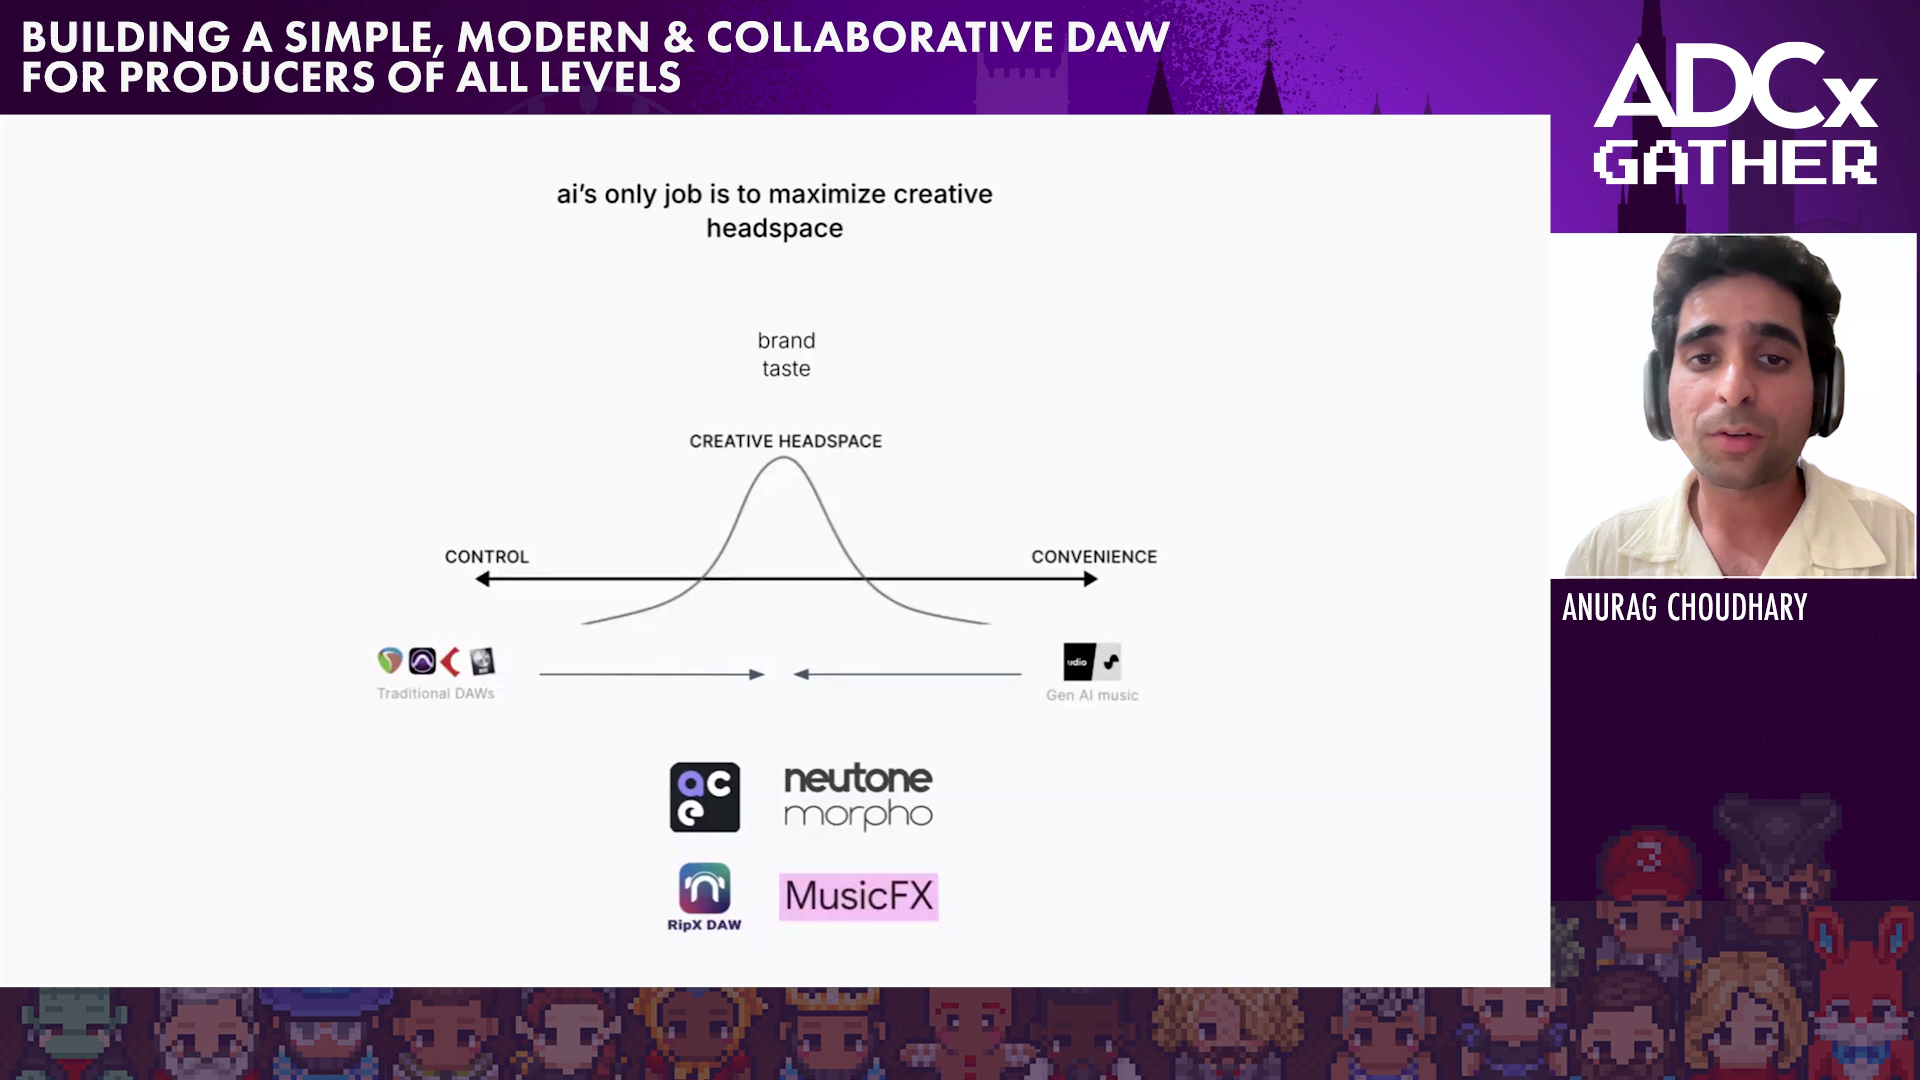 BUILDING A SIMPLE, MODERN & COLLABORATIVE DAW
FOR PRODUCERS OF ALL LEVELS
ADCx
GATHER
ai's only job is to maximize creative
headspace
brand
taste
CREATIVE HEADSPACE
CONTROL
CONVENIENCE
udio
Traditional DAWs
Gen AI music
ace
neutone
morpho
RipX DAW
MusicFX
ANURAG CHOUDHARY
3